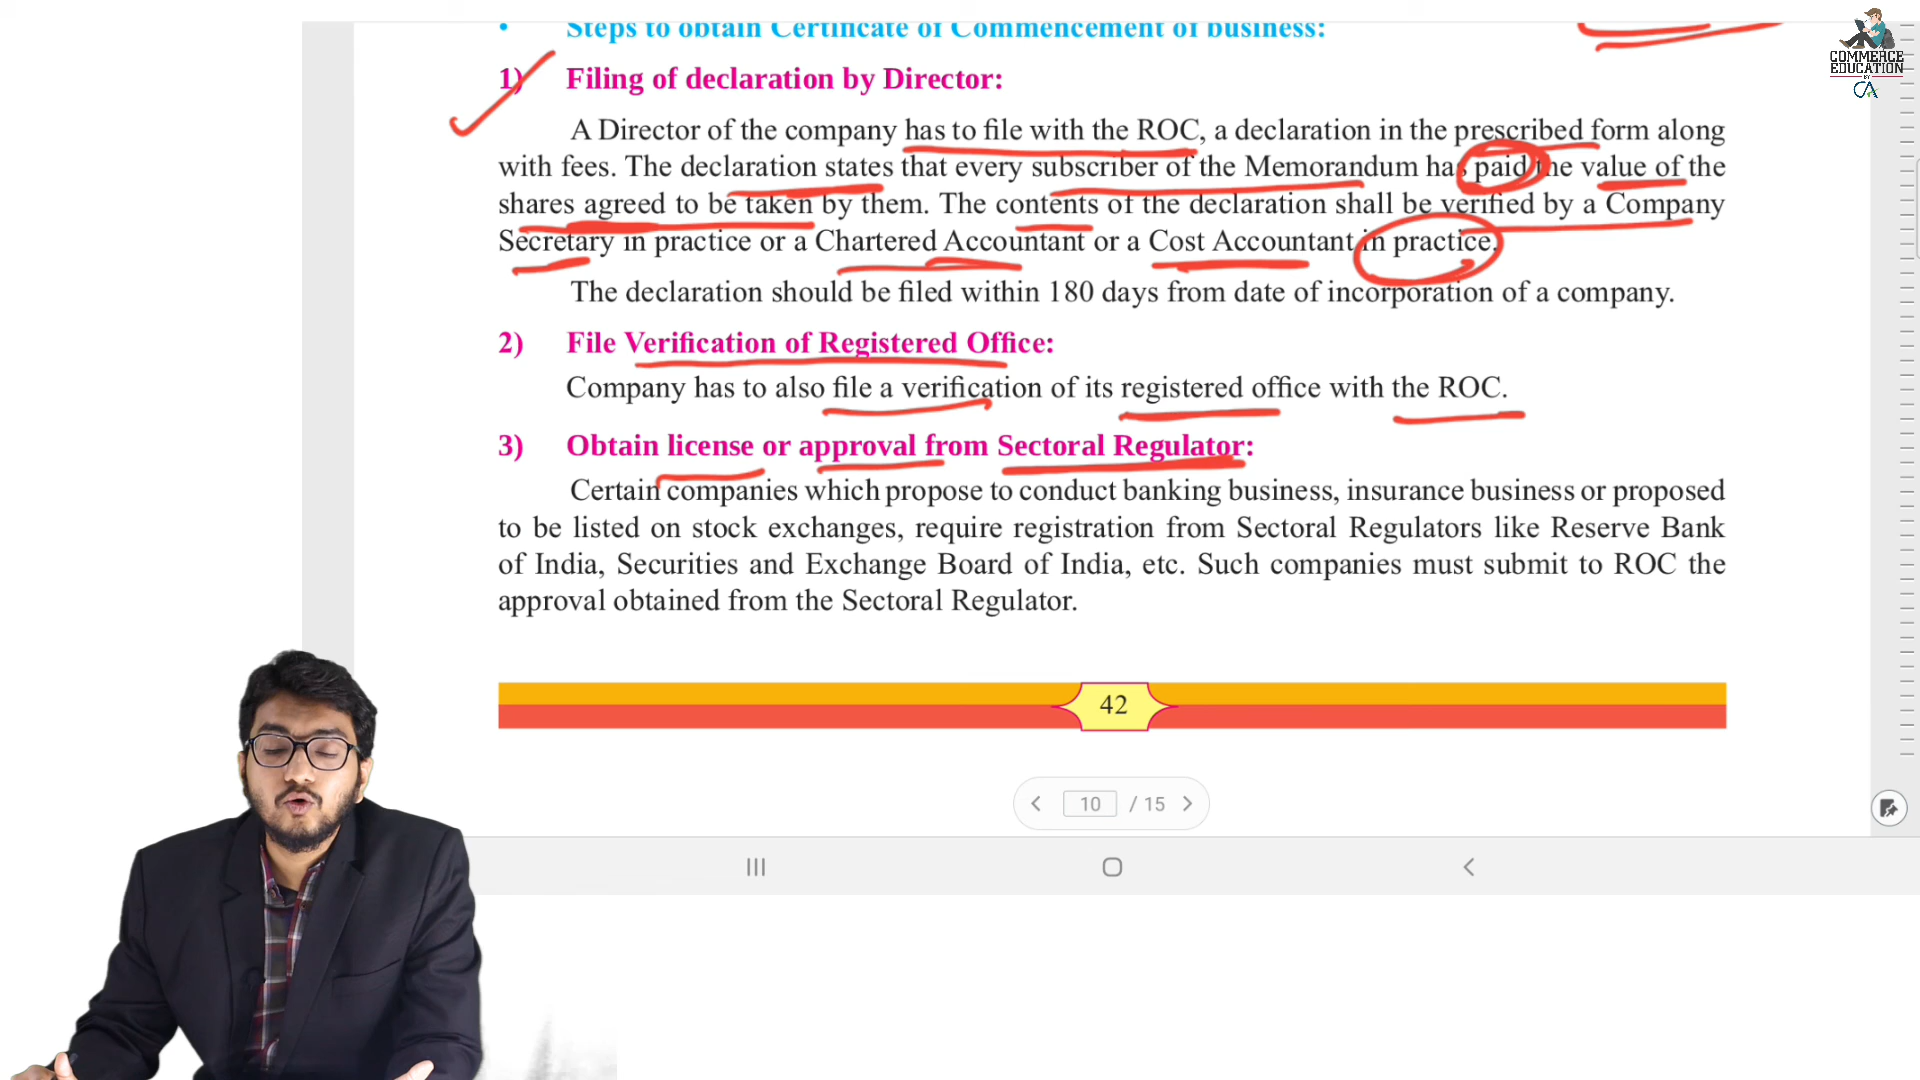 • Steps to obtain Certificate of Commencement of business:
COMMERCE
EDUCATION
BY
CA
1) Filing of declaration by Director:
A Director of the company has to file with the ROC, a declaration in the prescribed form along
with fees. The declaration states that every subscriber of the Memorandum has paid the value of the
shares agreed to be taken by them. The contents of the declaration shall be verified by a Company
Secretary in practice or a Chartered Accountant or a Cost Accountant in practice.
The declaration should be filed within 180 days from date of incorporation of a company.
2) File Verification of Registered Office:
Company has to also file a verification of its registered office with the ROC.
3) Obtain license or approval from Sectoral Regulator:
Certain companies which propose to conduct banking business, insurance business or proposed
to be listed on stock exchanges, require registration from Sectoral Regulators like Reserve Bank
of India, Securities and Exchange Board of India, etc. Such companies must submit to ROC the
approval obtained from the Sectoral Regulator.
42
10 / 15